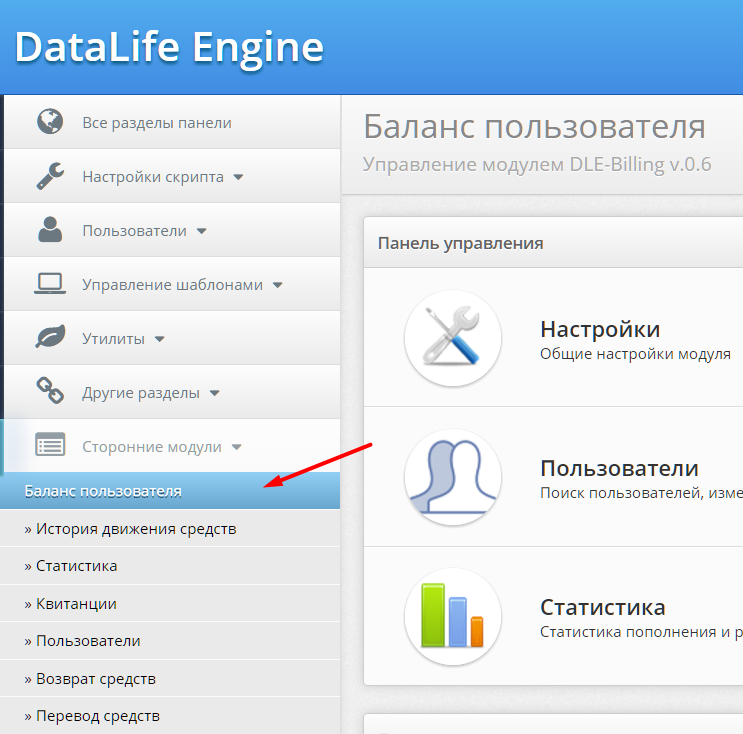 DataLife Engine
Все разделы панели
Настройки скрипта
Пользователи
Управление шаблонами
Утилиты
Другие разделы
Сторонние модули
Баланс пользователя
» История движения средств
» Статистика
» Квитанции
» Пользователи
» Возврат средств
» Перевод средств
Баланс пользователя
Управление модулем DLE-Billing v.0.6
Панель управления
Настройки
Общие настройки модуля
Пользователи
Поиск пользователей, изме
Статистика
Статистика пополнения и р